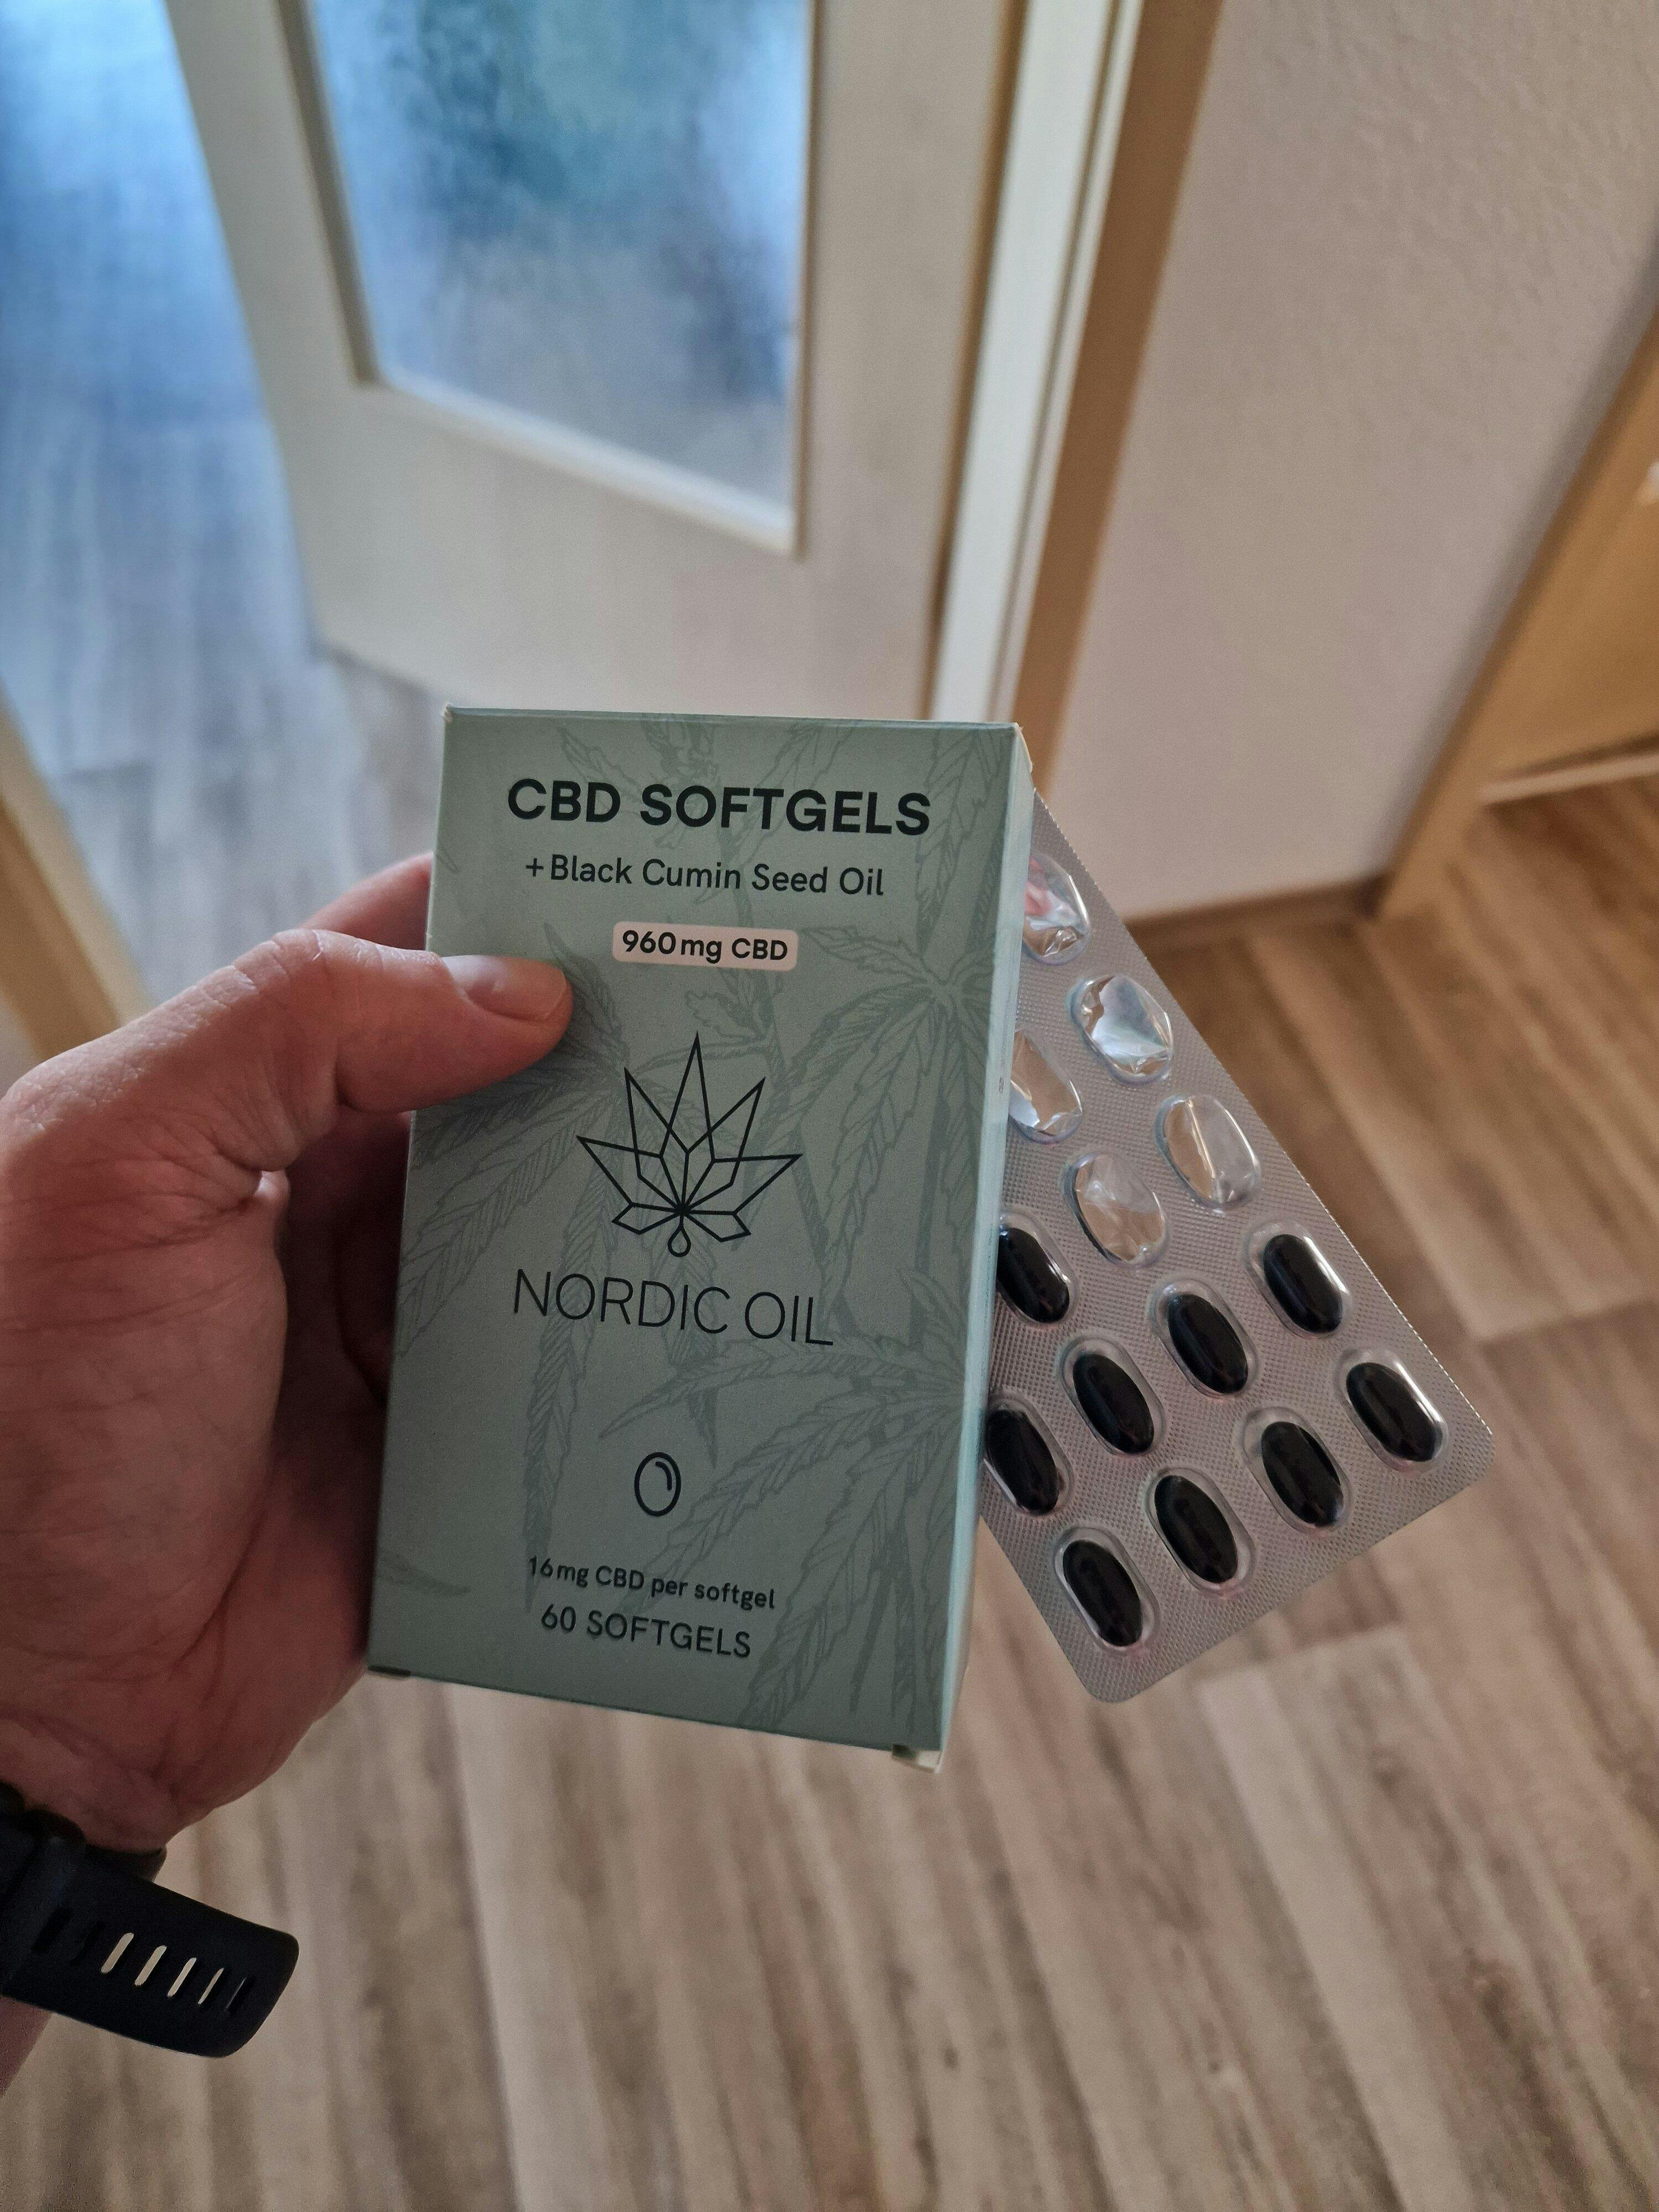 CBD SOFTGELS
+Black Cumin Seed Oil
960mg CBD
NORDIC OIL
16mg CBD per softgel
60 SOFTGELS